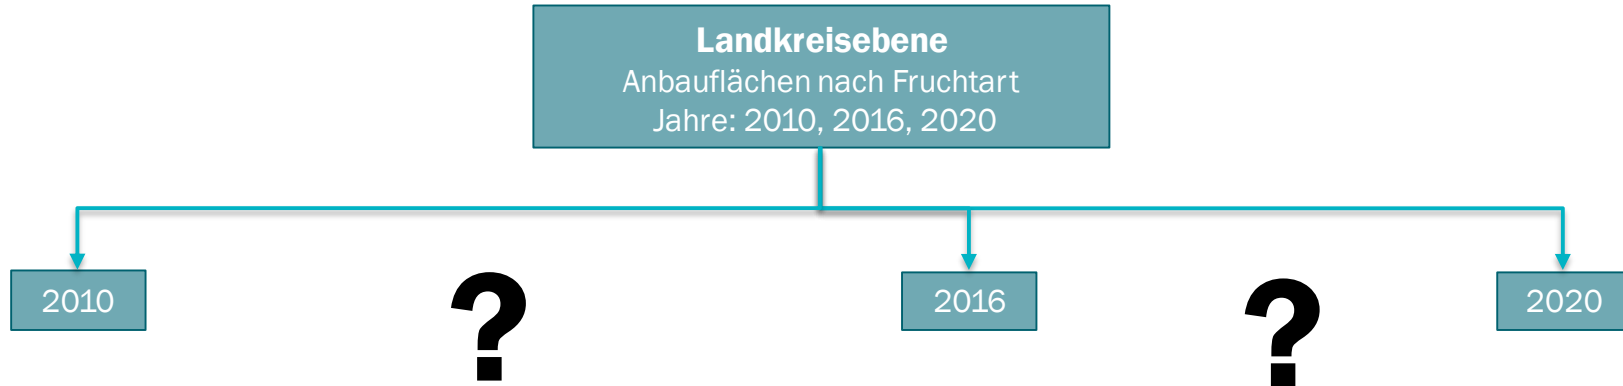 Landkreisebene
Anbauflächen nach Fruchtart
Jahre: 2010, 2016, 2020
2010
?
2016
?
2020